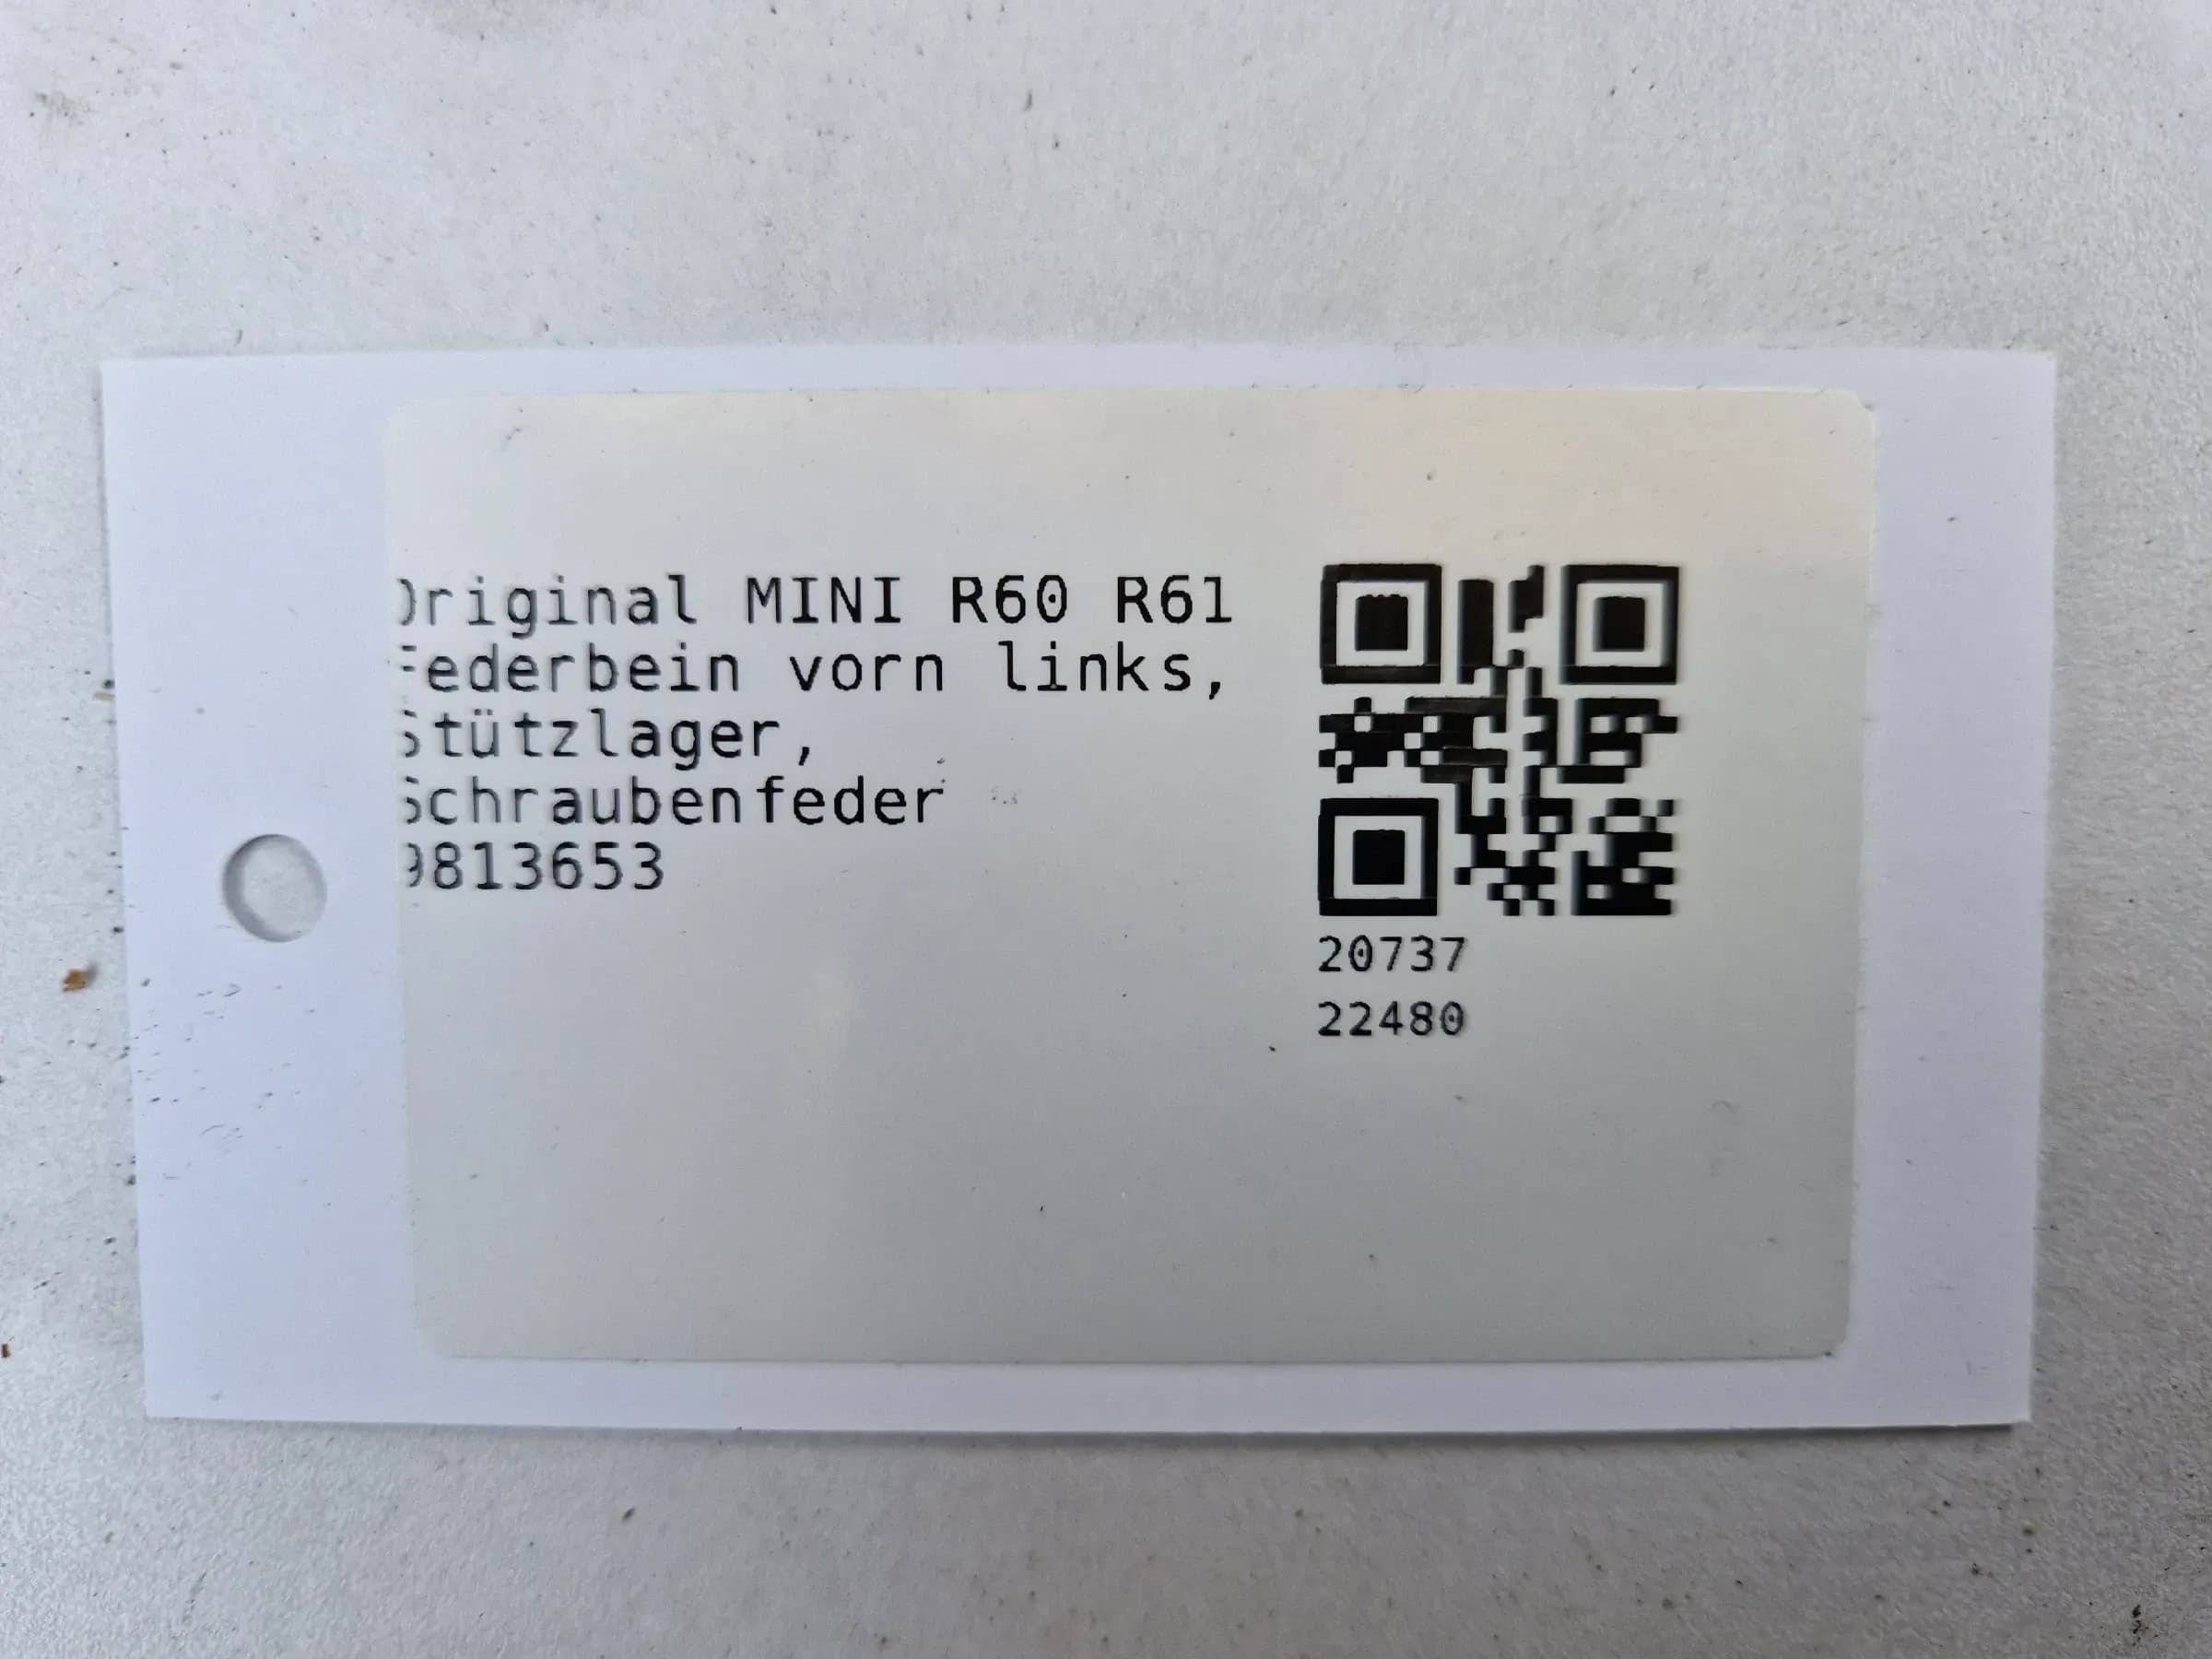 Original MINI R60 R61
Federbein vorn links,
Stützlager,
Schraubenfeder
9813653
20737
22480